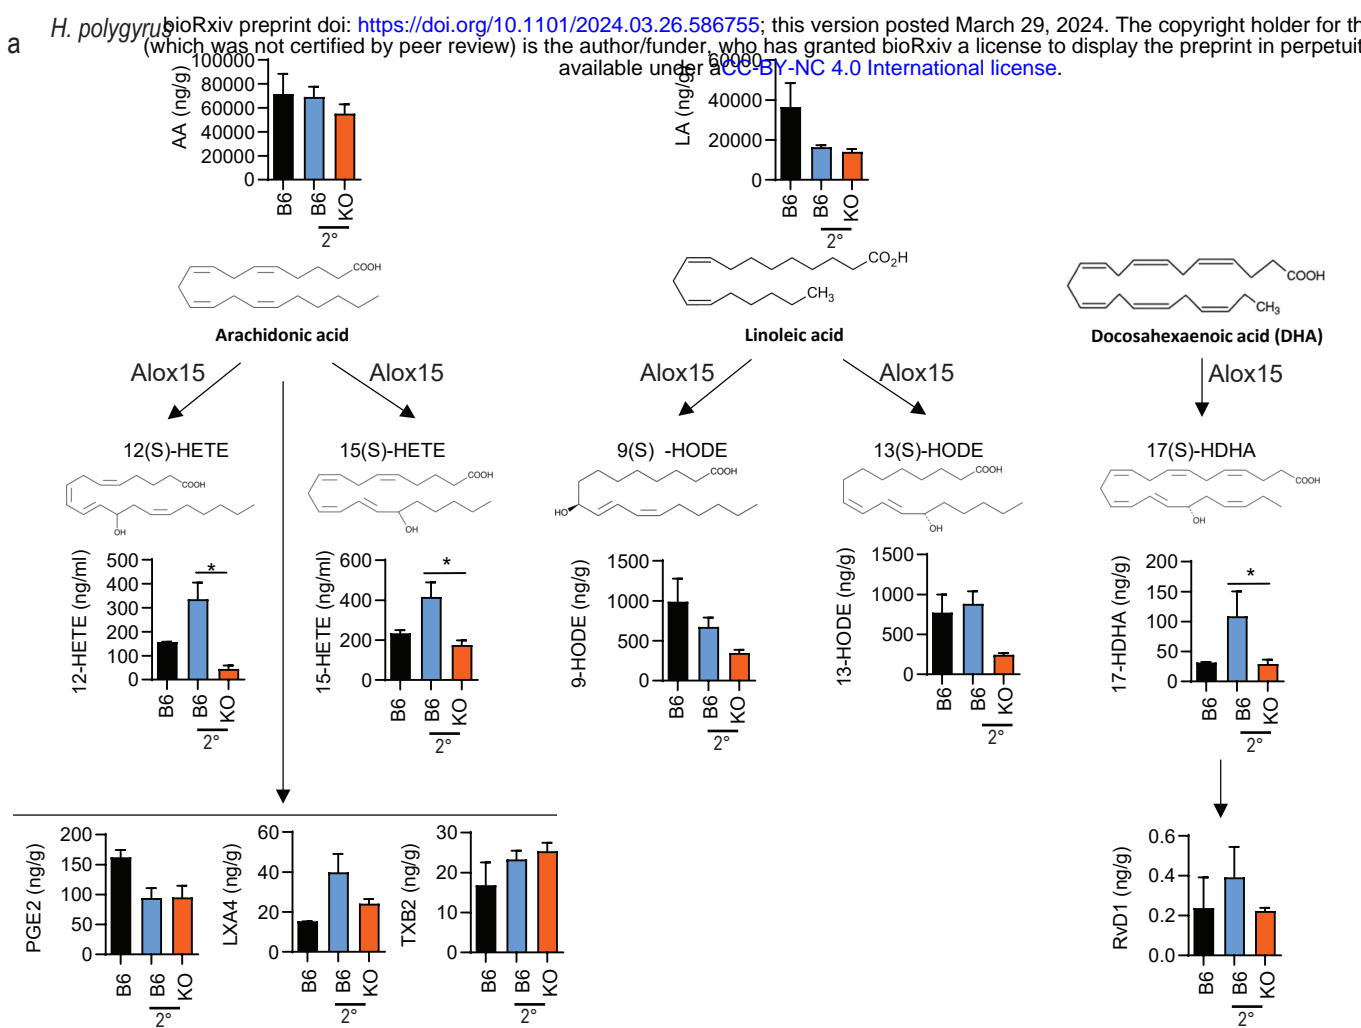 a
H. polygyrus
bioRxiv preprint doi: https://doi.org/10.1101/2024.03.26.586755; this version posted March 29, 2024. The copyright holder for th
(which was not certified by peer review) is the author/funder, who has granted bioRxiv a license to display the preprint in perpetuit
available under aCC-BY-NC 4.0 International license.
AA (ng/g)
100000
80000
60000
40000
20000
0
B6
B6
KO
2°
LA (ng/g)
60000
40000
20000
0
B6
B6
KO
2°
COOH
Arachidonic acid
CO2H
CH3
Linoleic acid
COOH
CH3
Docosahexaenoic acid (DHA)
Alox15
Alox15
Alox15
Alox15
Alox15
12(S)-HETE
COOH
OH
15(S)-HETE
COOH
OH
9(S) -HODE
COOH
HO
13(S)-HODE
COOH
OH
17(S)-HDHA
COOH
OH
12-HETE (ng/ml)
500
400
300
200
100
0
*
B6
B6
KO
2°
15-HETE (ng/ml)
600
400
200
0
*
B6
B6
KO
2°
9-HODE (ng/g)
1500
1000
500
0
B6
B6
KO
2°
13-HODE (ng/g)
1500
1000
500
0
B6
B6
KO
2°
17-HDHA (ng/g)
200
150
100
50
0
*
B6
B6
KO
2°
PGE2 (ng/g)
200
150
100
50
0
B6
B6
KO
2°
LXA4 (ng/g)
60
40
20
0
B6
B6
KO
2°
TXB2 (ng/g)
30
20
10
0
B6
B6
KO
2°
RvD1 (ng/g)
0.6
0.4
0.2
0.0
B6
B6
KO
2°